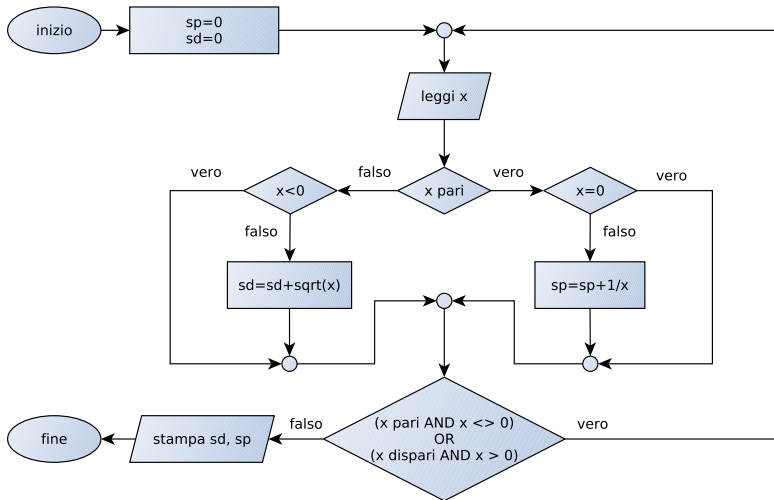 inizio
sp=0
sd=0
leggi x
vero
falso
vero
vero
x<0
x pari
x=0
falso
falso
sd=sd+sqrt(x)
sp=sp+1/x
falso
vero
(x pari AND x <> 0)
OR
(x dispari AND x > 0)
stampa sd, sp
fine